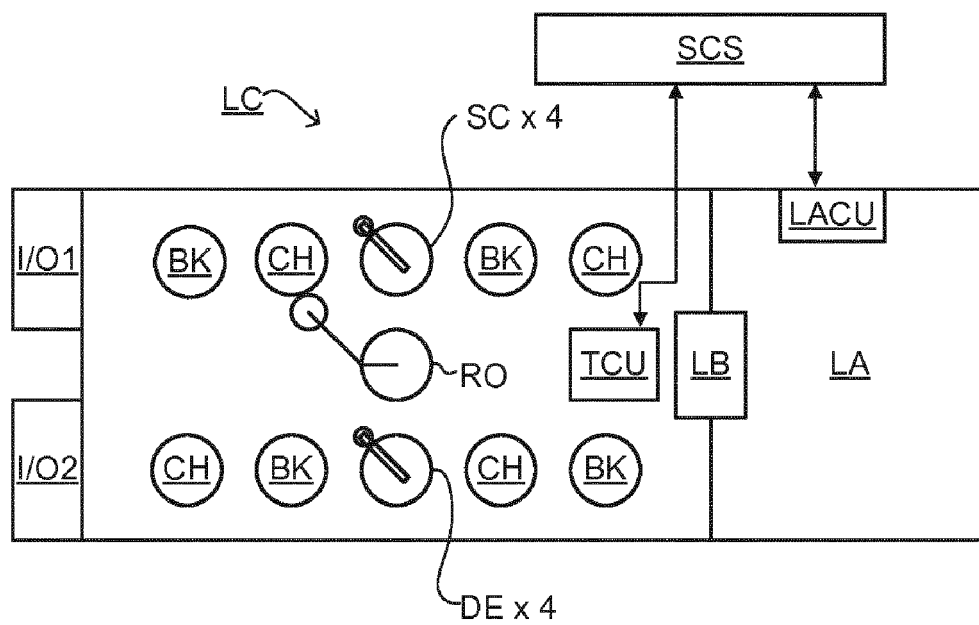 SCS
LC
SC x 4
I/O1
BK
CH
BK
CH
LACU
RO
TCU
LB
LA
I/O2
CH
BK
CH
BK
DE x 4